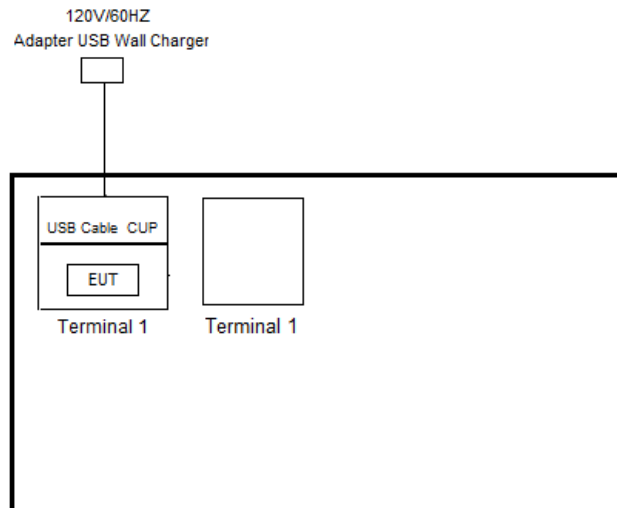 120V/60HZ
Adapter USB Wall Charger
USB Cable CUP
EUT
Terminal 1
Terminal 1